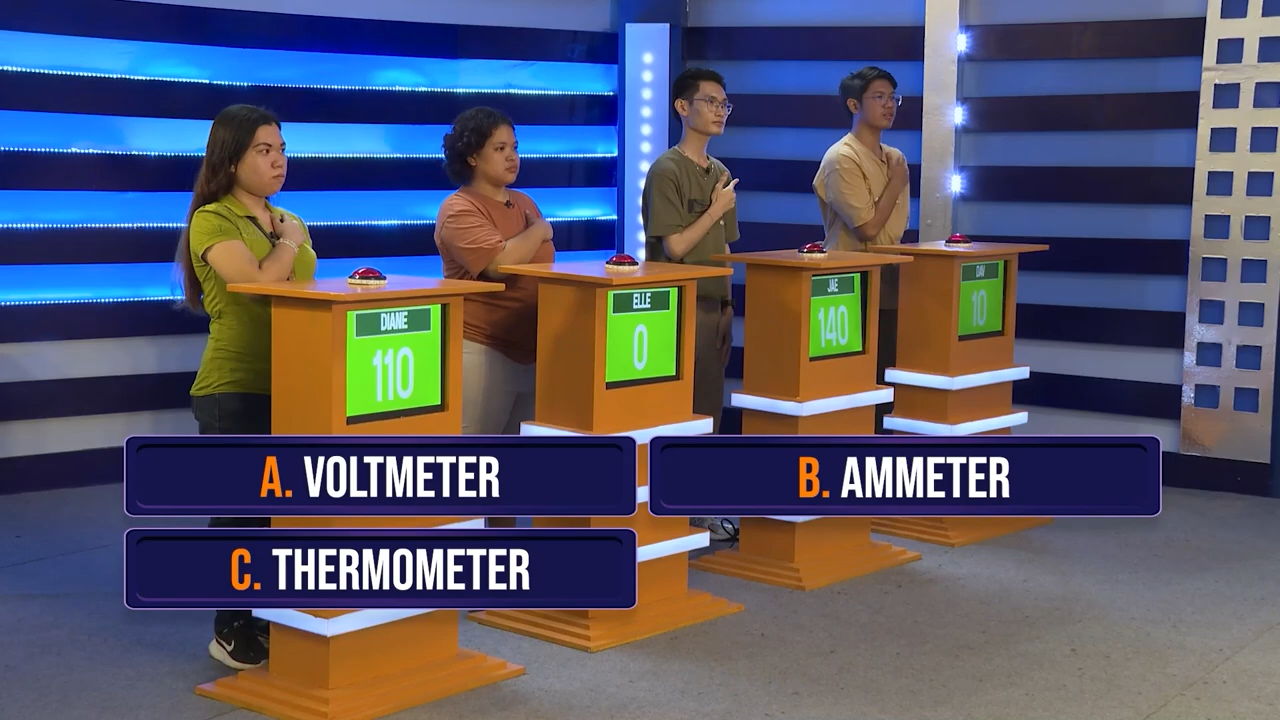 DIANE
110
ELLE
0
JAE
140
DAV
10
A. VOLTMETER
B. AMMETER
C. THERMOMETER